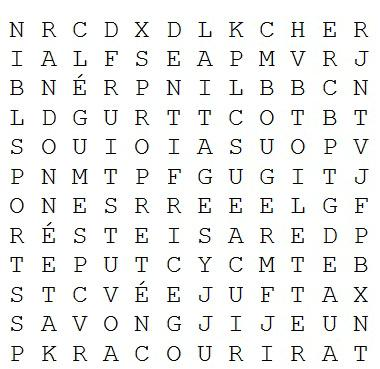 N R C D X D L K C H E R
I A L F S E A P M V R J
B N É R P N I L B B C N
L D G U R T T C O T B T
S O U I O I A S U O P V
P N M T P F G U G I T J
O N E S R R E E E L G F
R É S T E I S A R E D P
T E P U T C Y C M T E B
S T C V É E J U F T A X
S A V O N G J I J E U N
P K R A C O U R I R A T